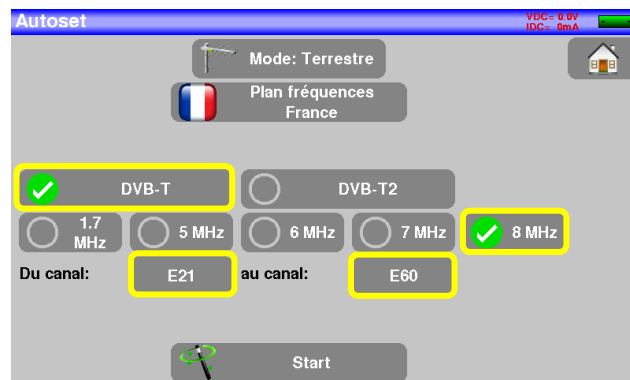 Autoset
VDC= 0.0V
IDC= 0mA
Mode: Terrestre
Plan fréquences
France
DVB-T
DVB-T2
1.7
MHz
5 MHz
6 MHz
7 MHz
8 MHz
Du canal:
E21
au canal:
E60
Start